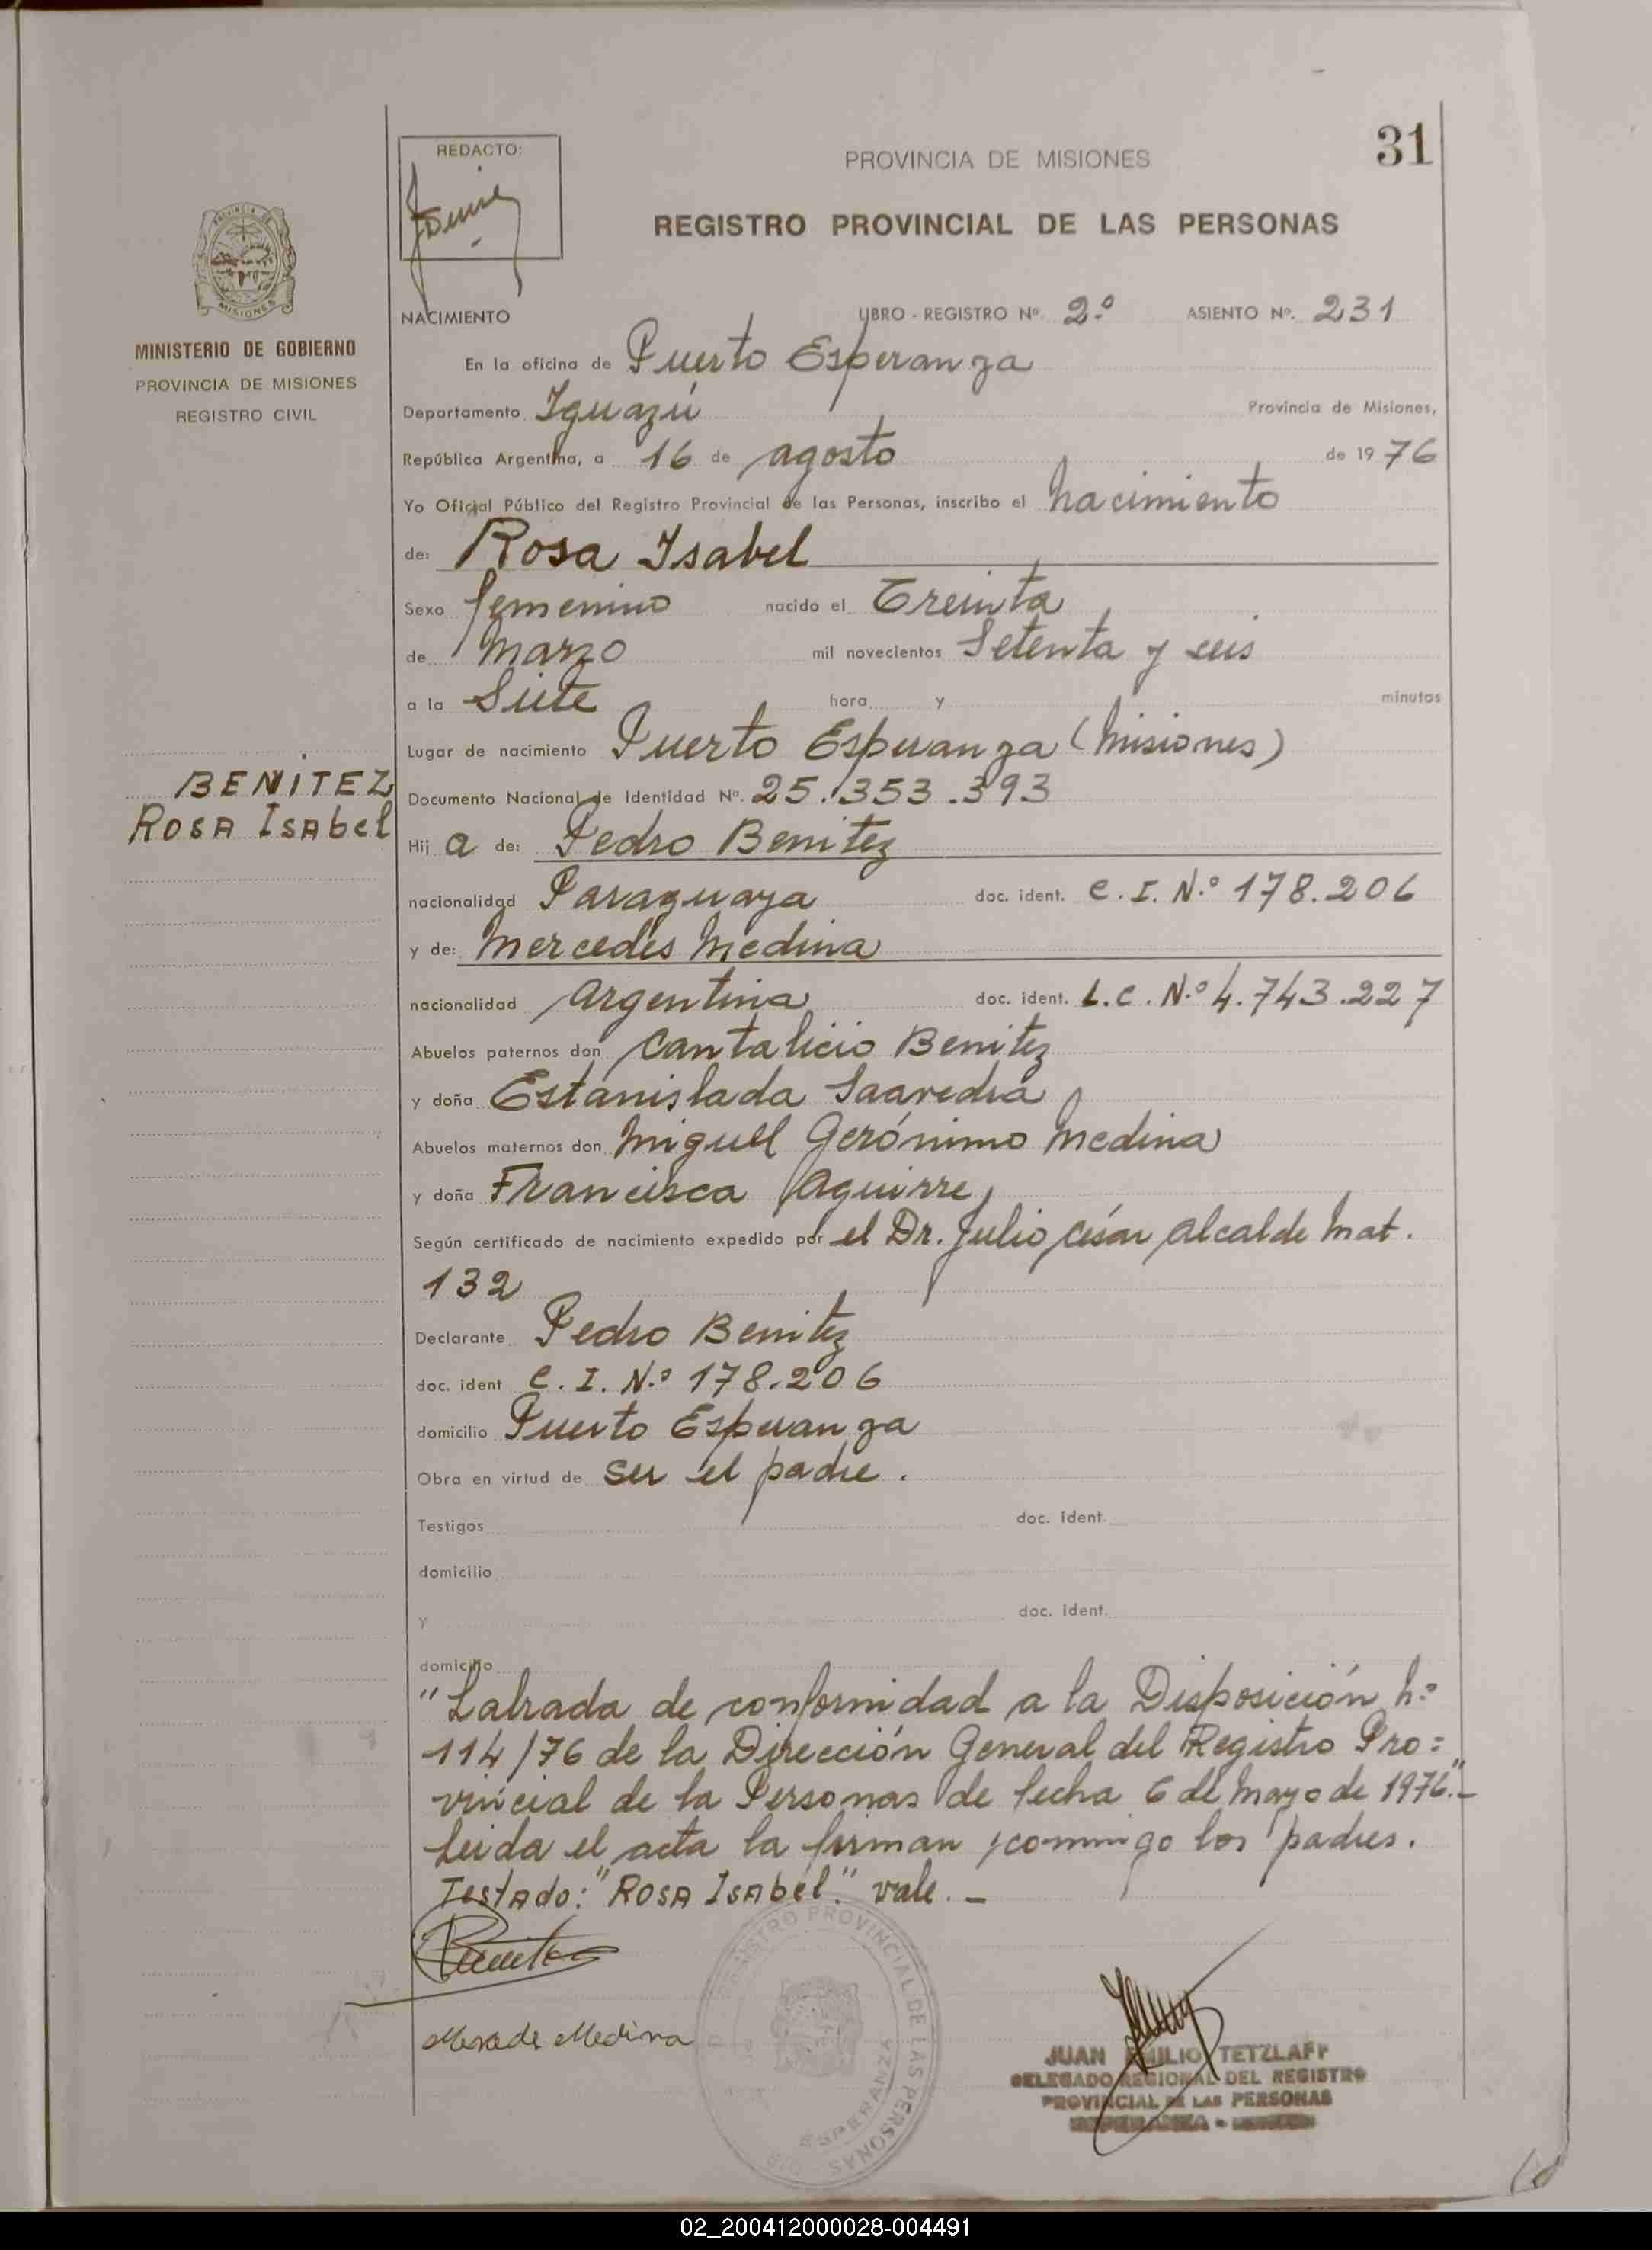 31
REDACTO:
PROVINCIA DE MISIONES
REGISTRO PROVINCIAL DE LAS PERSONAS
MINISTERIO DE GOBIERNO
PROVINCIA DE MISIONES
REGISTRO CIVIL
NACIMIENTO LIBRO - REGISTRO Nº. 2º ASIENTO Nº. 231
En la oficina de Puerto Esperanza
Departamento Iguazú Provincia de Misiones,
República Argentina, a 16 de agosto de 1976
Yo Oficial Público del Registro Provincial de las Personas, inscribo el nacimiento
de: Rosa Isabel
Sexo femenino nacido el Treinta
de marzo mil novecientos Setenta y seis
a la Siete hora y minutos
Lugar de nacimiento Puerto Esperanza (Misiones)
BENÍTEZ
ROSA ISAbel
Documento Nacional de Identidad Nº. 25.353.393
Hij a de: Pedro Benitez
nacionalidad Paraguaya doc. ident. C.I.N.º 178.206
y de: Mercedes Medina
nacionalidad argentina doc. ident. L.C.N.º 4.743.227
Abuelos paternos don Cantalicio Benitez
y doña Estanislada Saavedra
Abuelos maternos don Miguel Gerónimo Medina
y doña Francisca Aguirre
Según certificado de nacimiento expedido por el Dr. Julio César Alcalde Mat.
132
Declarante Pedro Benitez
doc. ident C.I.N.º 178.206
domicilio Puerto Esperanza
Obra en virtud de ser el padre.
Testigos doc. ident.
domicilio
y doc. ident.
domicilio
"Labrada de conformidad a la Disposición n.º
114/76 de la Dirección General del Registro Pro=
vincial de la Personas de fecha 6 de mayo de 1976".-
Leida el acta la firman conmigo los padres.
Testado: "ROSA ISAbel" vale. -
Benitez
Mercede Medina
REGISTRO PROVINCIAL DE LAS PERSONAS
ESPERANZA
JUAN EMILIO TETZLAFF
DELEGADO REGIONAL DEL REGISTRO
PROVINCIAL DE LAS PERSONAS
02_200412000028-004491